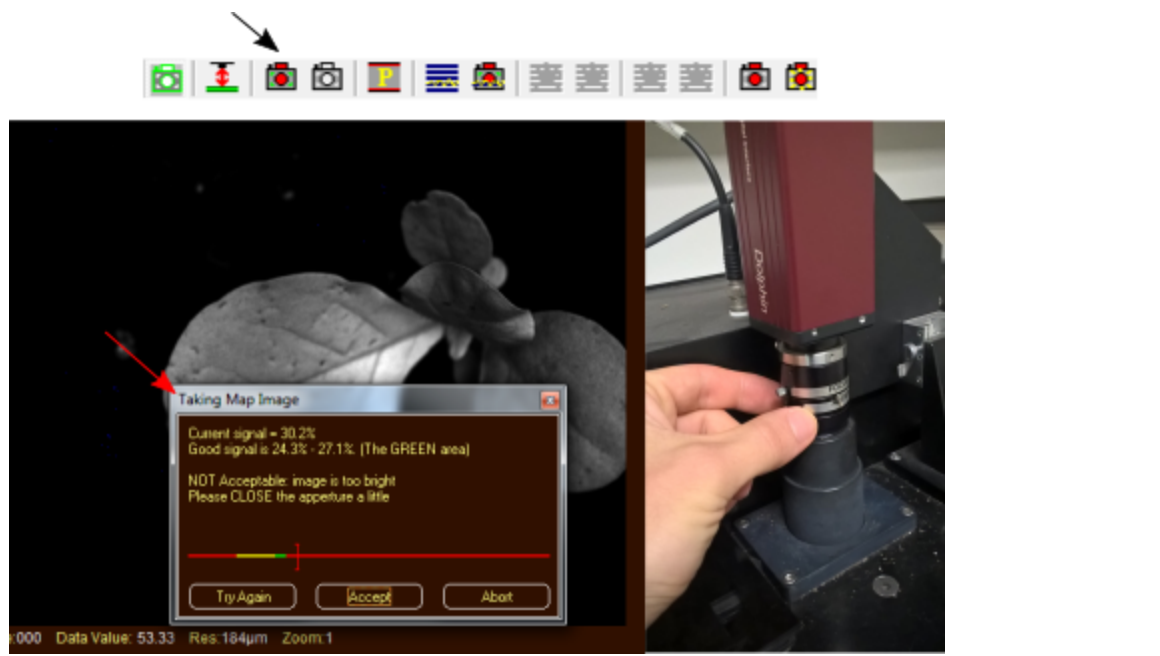 P
Dolphin
Taking Map Image
Current signal = 30.2%
Good signal is 24.3% - 27.1%. (The GREEN area)
NOT Acceptable: image is too bright
Please CLOSE the apperture a little
Try Again
Accept
Abort
:000 Data Value: 53.33 Res:184µm Zoom:1